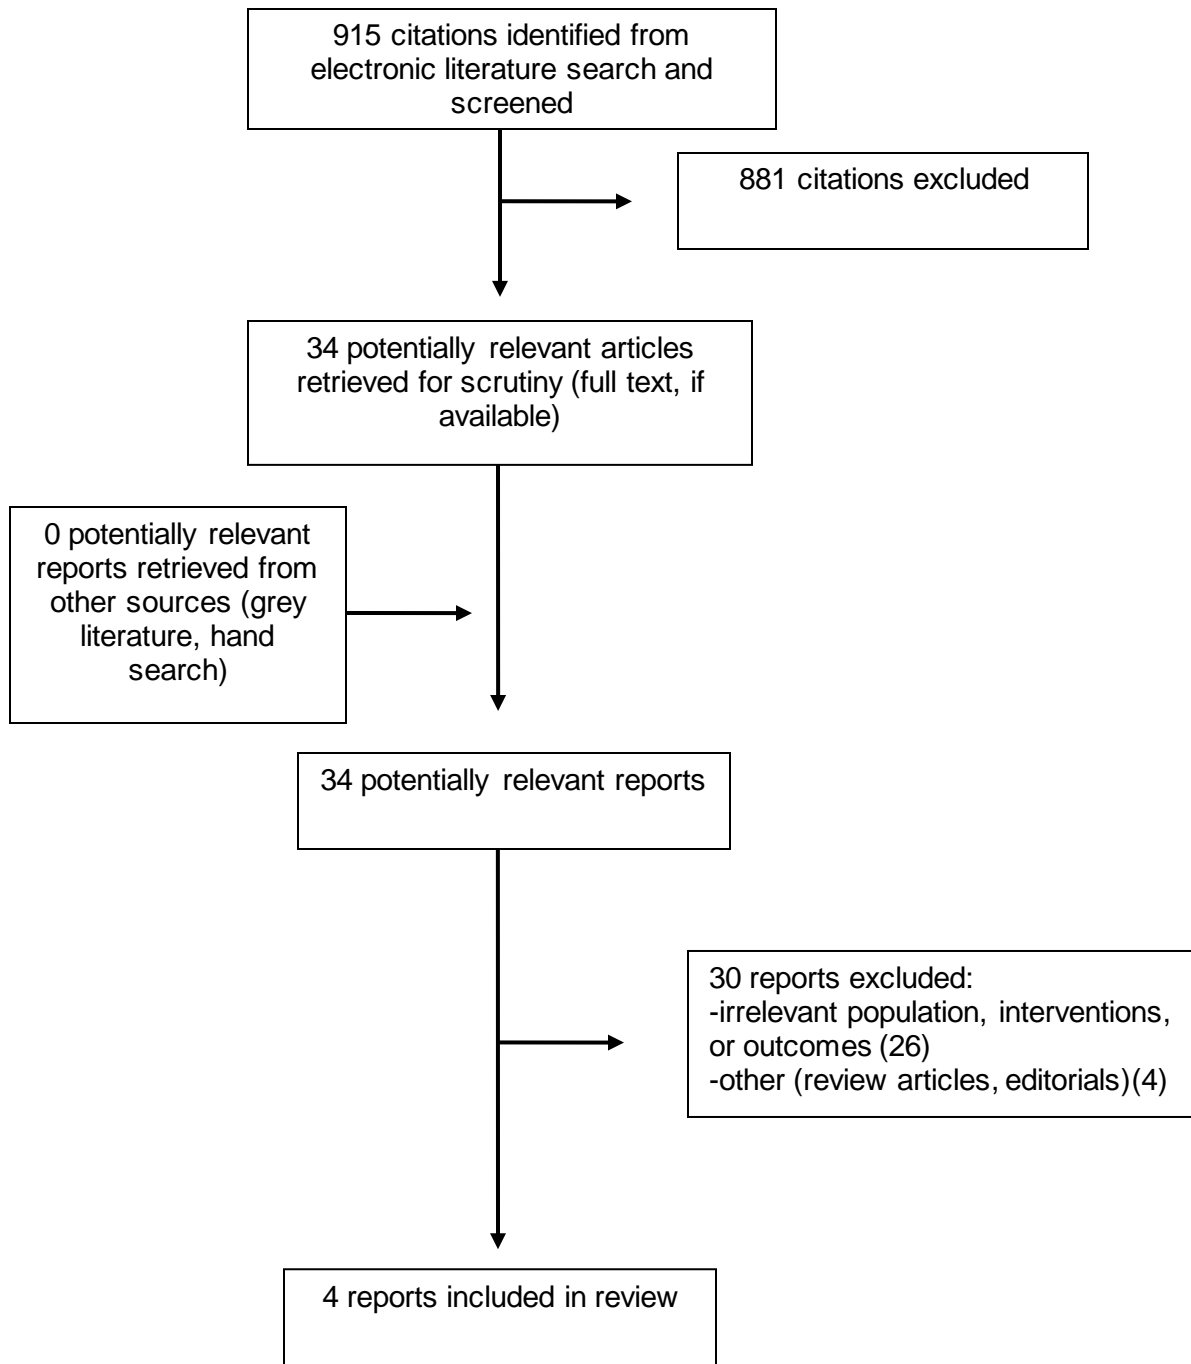 915 citations identified from
electronic literature search and
screened
881 citations excluded
34 potentially relevant articles
retrieved for scrutiny (full text, if
available)
0 potentially relevant
reports retrieved from
other sources (grey
literature, hand
search)
34 potentially relevant reports
30 reports excluded:
-irrelevant population, interventions,
or outcomes (26)
-other (review articles, editorials)(4)
4 reports included in review